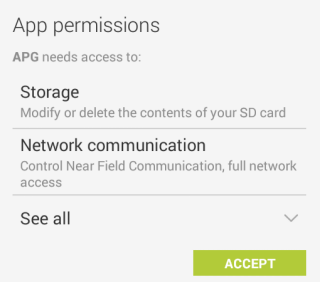 App permissions
APG needs access to:
Storage
Modify or delete the contents of your SD card
Network communication
Control Near Field Communication, full network
access
See all
ACCEPT